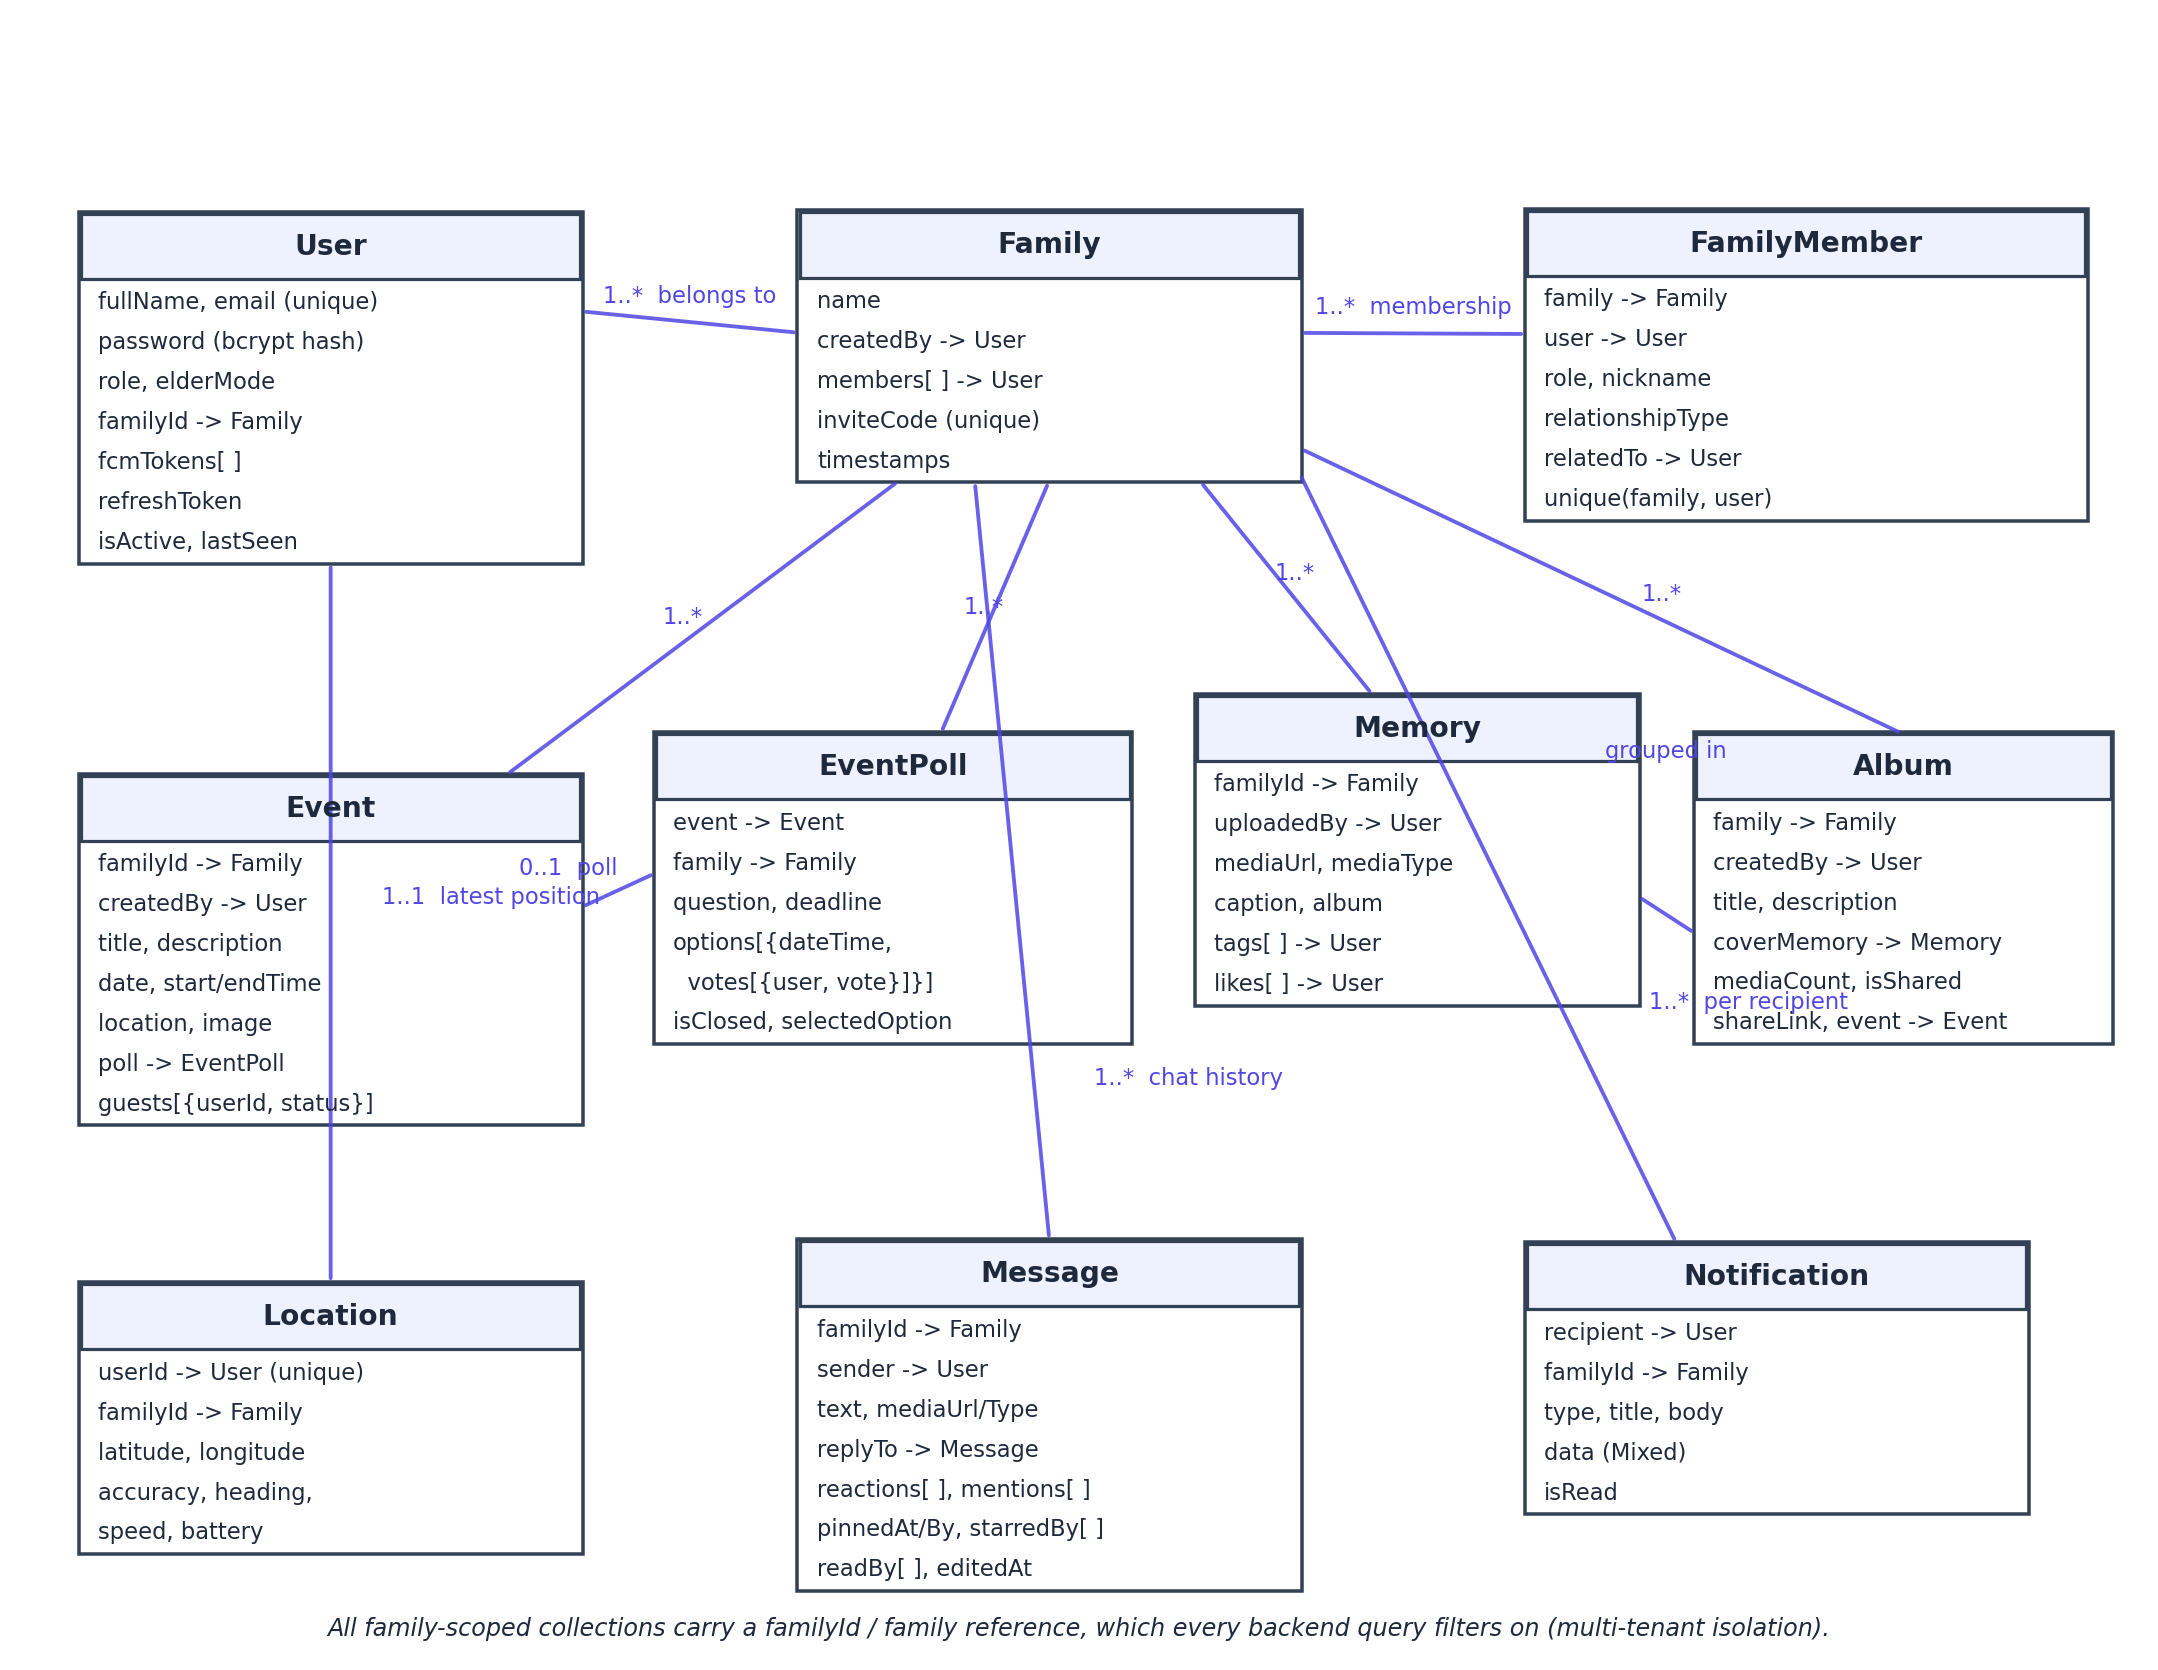 User
fullName, email (unique)
password (bcrypt hash)
role, elderMode
familyId -> Family
fcmTokens[ ]
refreshToken
isActive, lastSeen
1..*  belongs to
Family
name
createdBy -> User
members[ ] -> User
inviteCode (unique)
timestamps
1..*  membership
FamilyMember
family -> Family
user -> User
role, nickname
relationshipType
relatedTo -> User
unique(family, user)
1..*
1..*
1..*
1..*
Event
familyId -> Family
createdBy -> User
title, description
date, start/endTime
location, image
poll -> EventPoll
guests[{userId, status}]
0..1  poll
1..1  latest position
EventPoll
event -> Event
family -> Family
question, deadline
options[{dateTime,
votes[{user, vote}]}]
isClosed, selectedOption
Memory
familyId -> Family
uploadedBy -> User
mediaUrl, mediaType
caption, album
tags[ ] -> User
likes[ ] -> User
grouped in
Album
family -> Family
createdBy -> User
title, description
coverMemory -> Memory
mediaCount, isShared
shareLink, event -> Event
1..*  per recipient
1..*  chat history
Location
userId -> User (unique)
familyId -> Family
latitude, longitude
accuracy, heading,
speed, battery
Message
familyId -> Family
sender -> User
text, mediaUrl/Type
replyTo -> Message
reactions[ ], mentions[ ]
pinnedAt/By, starredBy[ ]
readBy[ ], editedAt
Notification
recipient -> User
familyId -> Family
type, title, body
data (Mixed)
isRead
All family-scoped collections carry a familyId / family reference, which every backend query filters on (multi-tenant isolation).